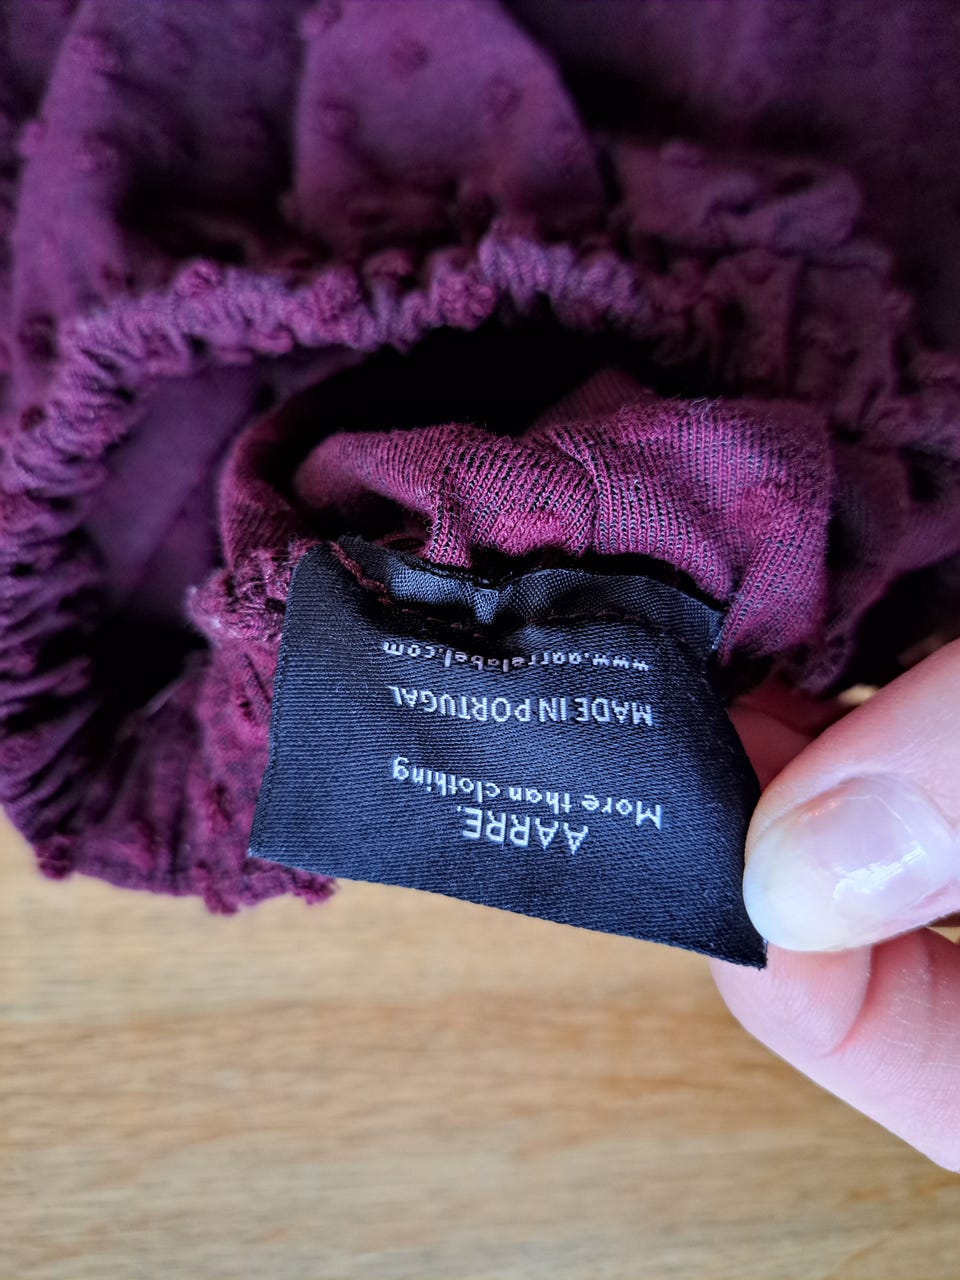 AARRE.
More than clothing
MADE IN PORTUGAL
www.aarrelabel.com